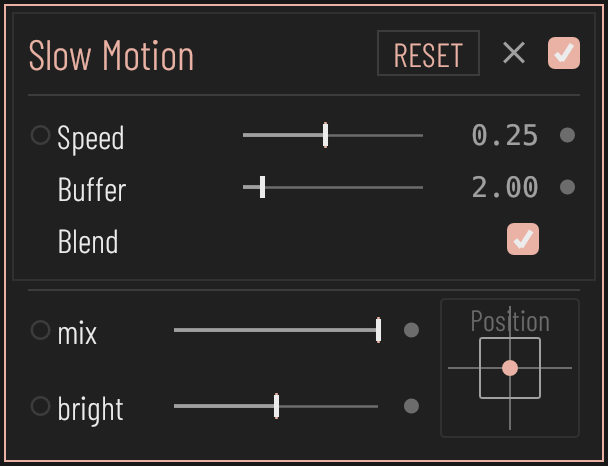 Slow Motion RESET
Speed 0.25
Buffer 2.00
Blend
Position
mix
bright